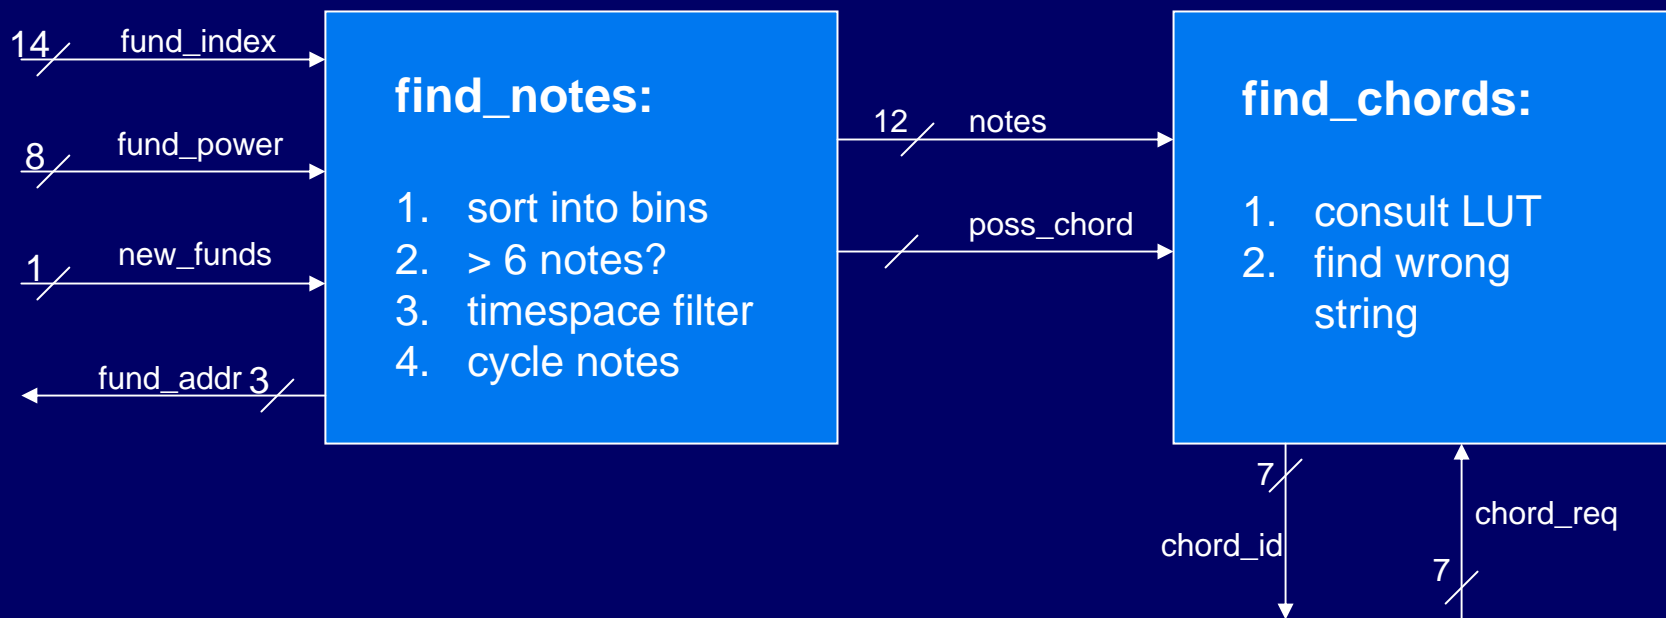 14 fund_index
8 fund_power
1 new_funds
fund_addr 3
find_notes:
1. sort into bins
2. > 6 notes?
3. timespace filter
4. cycle notes
12 notes
poss_chord
find_chords:
1. consult LUT
2. find wrong
string
7
chord_id
chord_req
7